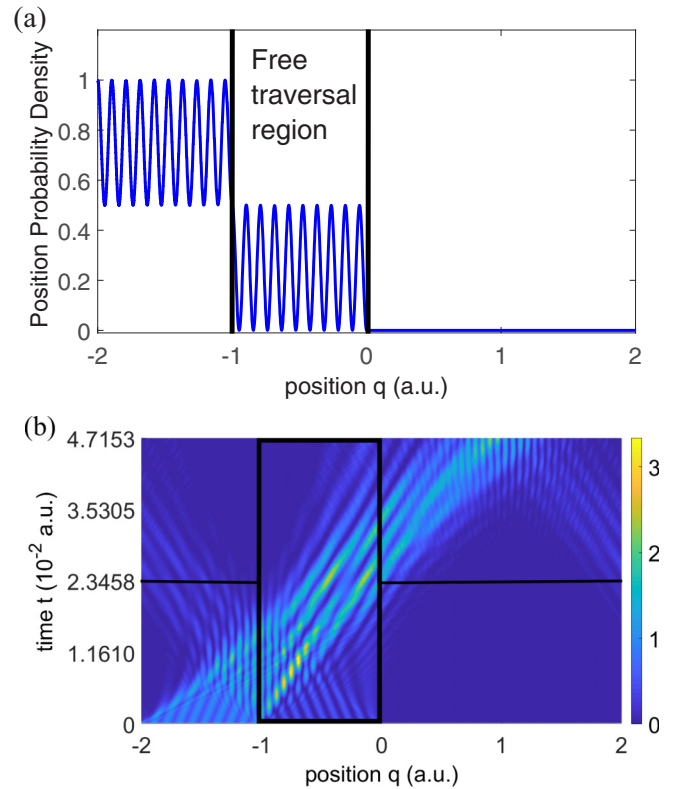 (a)
Position Probability Density
1
0.8
0.6
0.4
0.2
0
Free
traversal
region
-2
-1
0
1
2
position q (a.u.)
(b)
time t (10⁻² a.u.)
4.7153
3.5305
2.3458
1.1610
0
3
2
1
0
-2
-1
0
1
2
position q (a.u.)